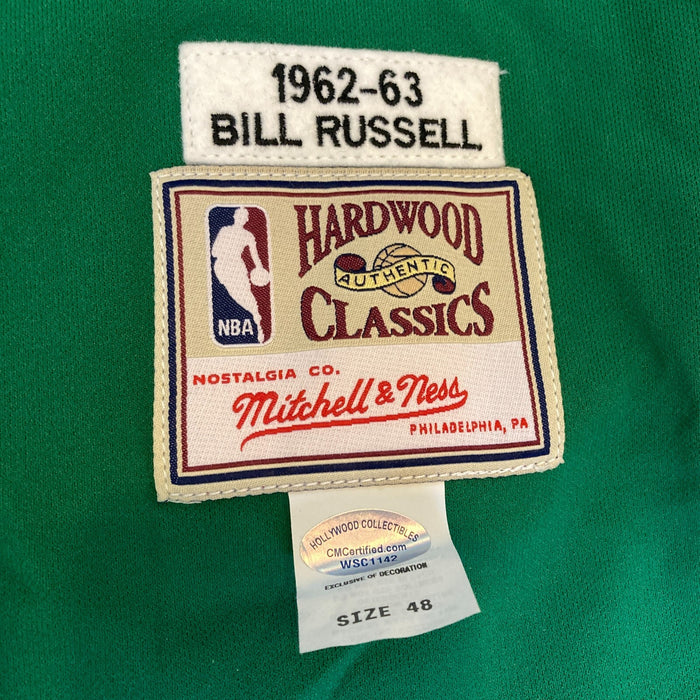 1962-63
BILL RUSSELL
NBA
HARDWOOD
AUTHENTIC
CLASSICS
NOSTALGIA CO.
Mitchell & Ness
PHILADELPHIA, PA
HOLLYWOOD COLLECTIBLES
CMCertified.com
WSC1142
EXCLUSIVE OF DECORATION
SIZE 48